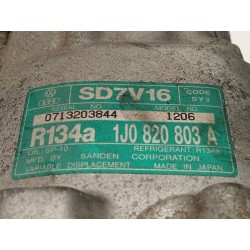 SD7V16
CODE
SY3
SERIAL NO.
MODEL NO.
0713203844
1206
R134a 1J0 820 803 A
OIL: SP-10
REFRIGERANT: R134a
MFD. BY SANDEN CORPORATION
VARIABLE DISPLACEMENT MADE IN JAPAN